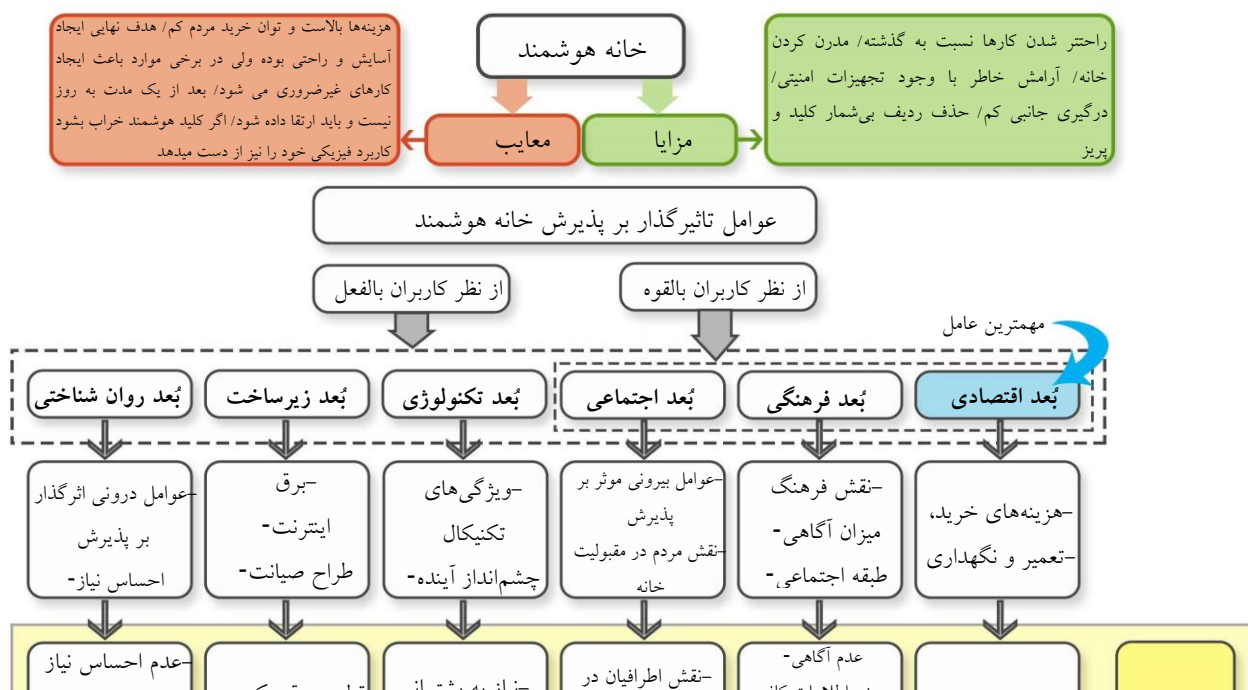 خانه هوشمند
راحتتر شدن کارها نسبت به گذشته/ مدرن کردن
خانه/ آرامش خاطر با وجود تجهیزات امنیتی/
درگیری جانبی کم/ حذف ردیف بی‌شمار کلید و
پریز
هزینه‌ها بالاست و توان خرید مردم کم/ هدف نهایی ایجاد
آسایش و راحتی بوده ولی در برخی موارد باعث ایجاد
کارهای غیرضروری می شود/ بعد از یک مدت به روز
نیست و باید ارتقا داده شود/ اگر کلید هوشمند خراب بشود
کاربرد فیزیکی خود را نیز از دست میدهد
مزایا
معایب
عوامل تاثیرگذار بر پذیرش خانه هوشمند
از نظر کاربران بالقوه
از نظر کاربران بالفعل
مهمترین عامل
بُعد اقتصادی
بُعد فرهنگی
بُعد اجتماعی
بُعد تکنولوژی
بُعد زیرساخت
بُعد روان شناختی
-هزینه‌های خرید،
-تعمیر و نگهداری
-نقش فرهنگ
میزان آگاهی-
طبقه اجتماعی-
-عوامل بیرونی موثر بر
پذیرش
-نقش مردم در مقبولیت
خانه
-ویژگی‌های
تکنیکال
چشم‌انداز آینده-
-برق
اینترنت-
طراح صیانت-
-عوامل درونی اثرگذار
بر پذیرش
احساس نیاز-
عدم آگاهی-
-نقش اطرافیان در
-عدم احساس نیاز